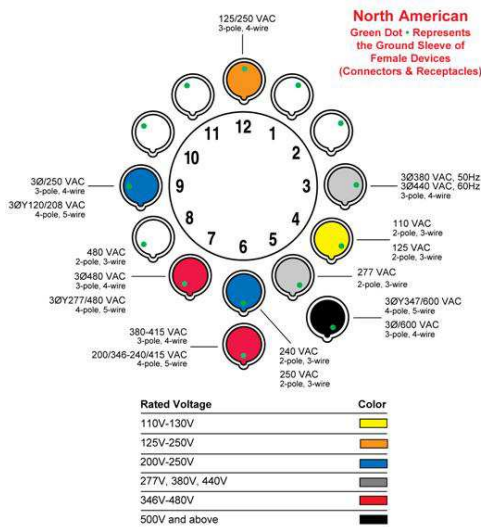 125/250 VAC
3-pole, 4-wire
North American
Green Dot • Represents
the Ground Sleeve of
Female Devices
(Connectors & Receptacles)
12
1
2
3
4
5
6
7
8
9
10
11
3Ø/250 VAC
3-pole, 4-wire
3ØY120/208 VAC
4-pole, 5-wire
3Ø380 VAC, 50Hz
3Ø440 VAC, 60Hz
3-pole, 4-wire
110 VAC
2-pole, 3-wire
125 VAC
2-pole, 3-wire
480 VAC
2-pole, 3-wire
3Ø480 VAC
3-pole, 4-wire
3ØY277/480 VAC
4-pole, 5-wire
277 VAC
2-pole, 3-wire
3ØY347/600 VAC
4-pole, 5-wire
3Ø/600 VAC
3-pole, 4-wire
380-415 VAC
3-pole, 4-wire
200/346-240/415 VAC
4-pole, 5-wire
240 VAC
2-pole, 3-wire
250 VAC
2-pole, 3-wire
Rated Voltage Color
110V-130V
125V-250V
200V-250V
277V, 380V, 440V
346V-480V
500V and above